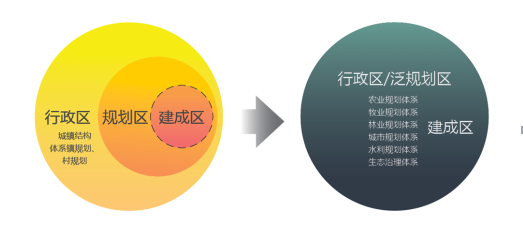 行政区
城镇结构
体系镇规划、
村规划
规划区
建成区
行政区/泛规划区
农业规划体系
牧业规划体系
林业规划体系
城市规划体系
水利规划体系
生态治理体系
建成区